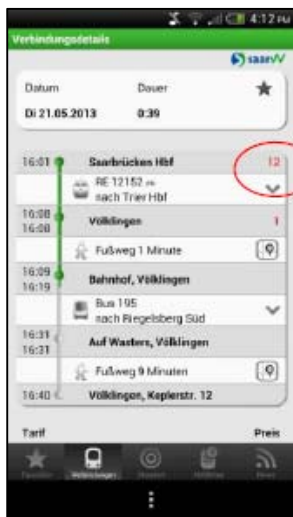 4:12 PM
Verbindungsdetails
saarVV
Datum Dauer
Di 21.05.2013 0:39
16:01 Saarbrücken Hbf 12
RE 12152
nach Trier Hbf
16:08
16:08 Völklingen 1
Fußweg 1 Minute
16:09
16:19 Bahnhof, Völklingen
Bus 195
nach Riegelsberg Süd
16:31
16:31 Auf Wasters, Völklingen
Fußweg 9 Minuten
16:40 Völklingen, Keplerstr. 12
Tarif Preis
Verbindungen